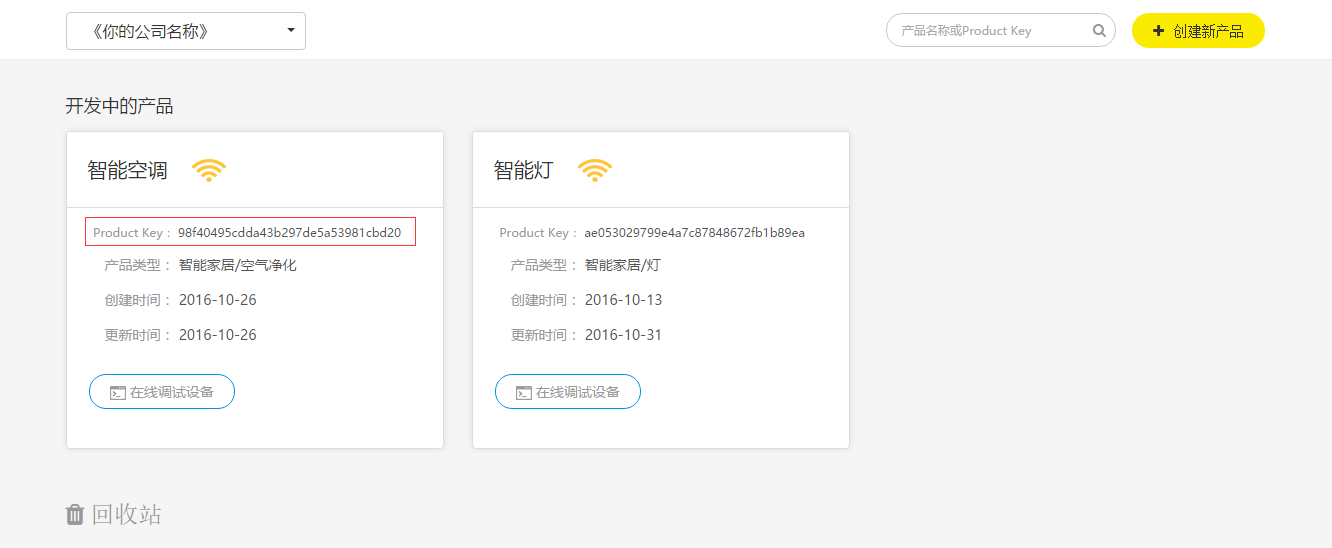 《你的公司名称》
产品名称或Product Key
创建新产品
开发中的产品
智能空调
Product Key： 98f40495cdda43b297de5a53981cbd20
产品类型： 智能家居/空气净化
创建时间： 2016-10-26
更新时间： 2016-10-26
在线调试设备
智能灯
Product Key： ae053029799e4a7c87848672fb1b89ea
产品类型： 智能家居/灯
创建时间： 2016-10-13
更新时间： 2016-10-31
在线调试设备
回收站